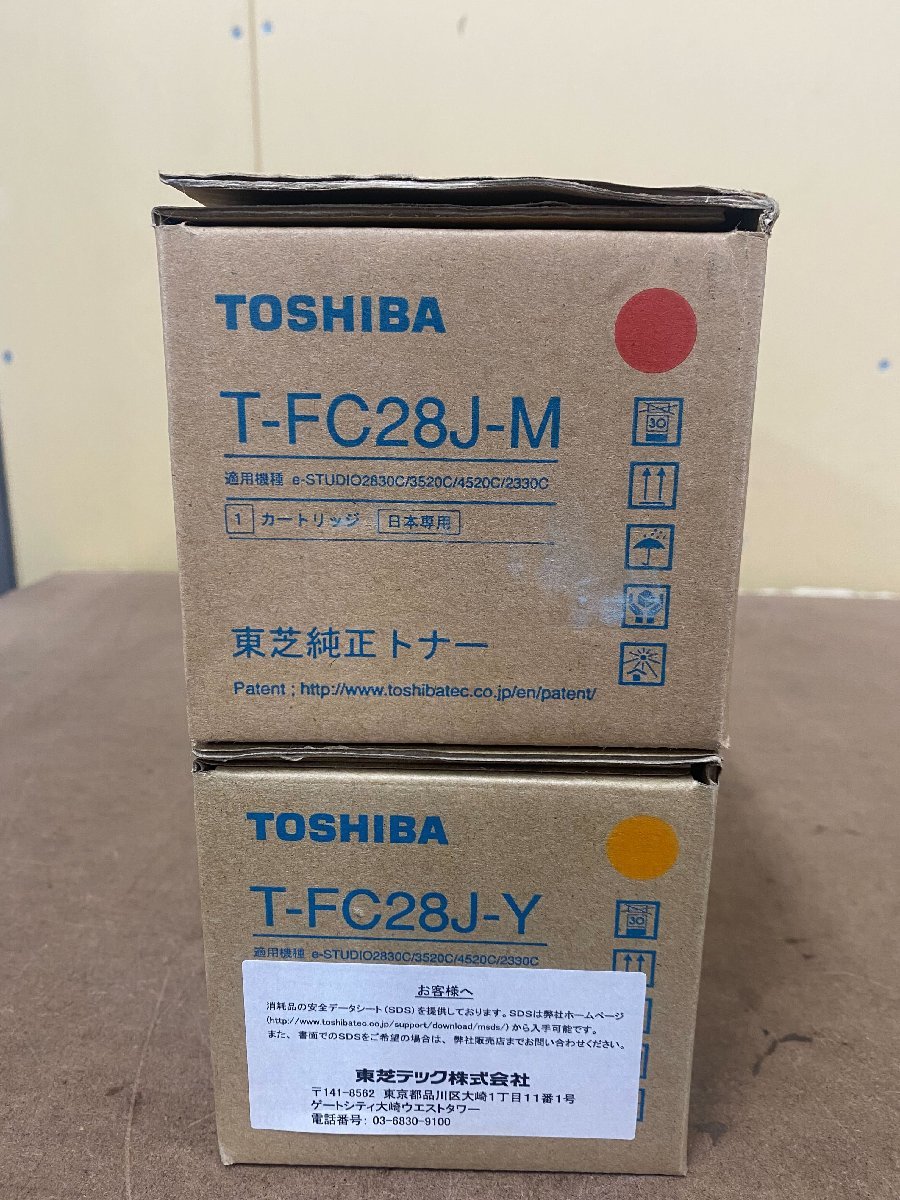 TOSHIBA
T-FC28J-M
30
適用機種 e-STUDIO2830C/3520C/4520C/2330C
1 カートリッジ 日本専用
東芝純正トナー
Patent ; http://www.toshibatec.co.jp/en/patent/
TOSHIBA
T-FC28J-Y
30
適用機種 e-STUDIO2830C/3520C/4520C/2330C
お客様へ
消耗品の安全データシート(SDS)を提供しております。SDSは弊社ホームページ
(http://www.toshibatec.co.jp/support/download/msds/)から入手可能です。
また、書面でのSDSをご希望の場合は、弊社販売店までお問い合わせください。
東芝テック株式会社
〒141-8562 東京都品川区大崎1丁目11番1号
ゲートシティ大崎ウエストタワー
電話番号: 03-6830-9100